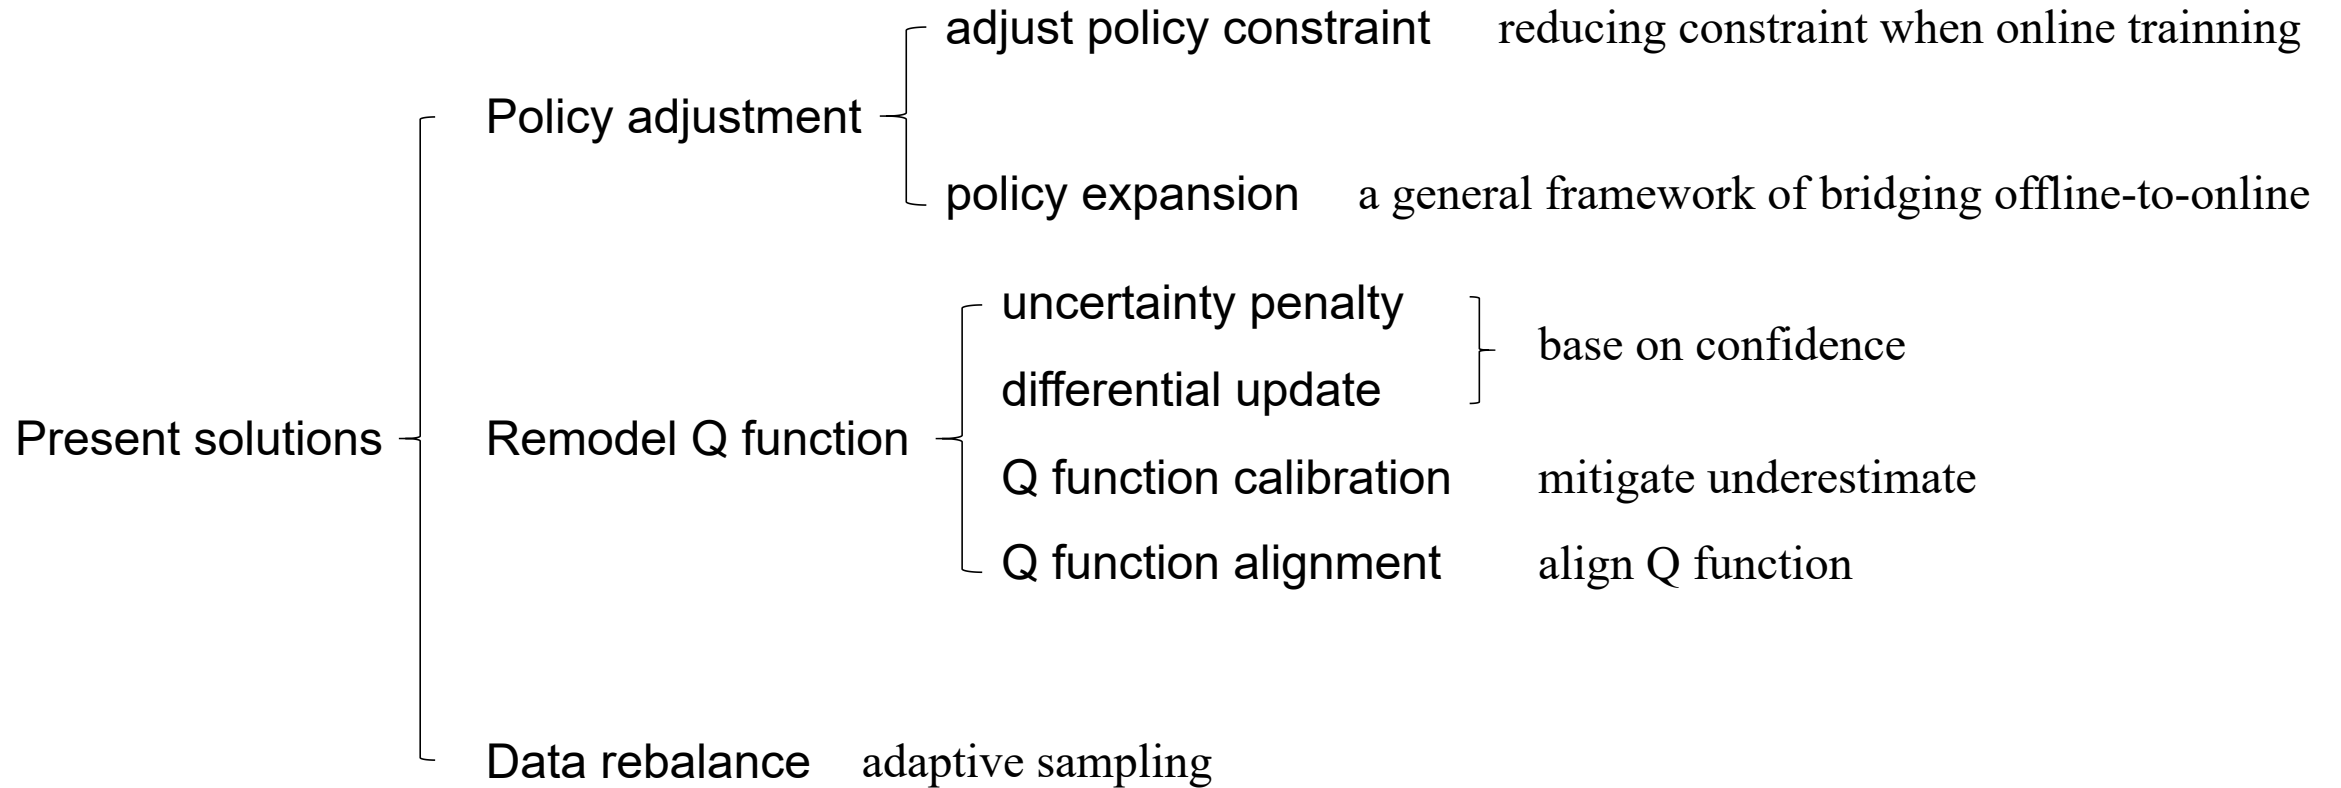 adjust policy constraint reducing constraint when online trainning
Policy adjustment
policy expansion a general framework of bridging offline-to-online
uncertainty penalty
base on confidence
differential update
Present solutions
Remodel Q function
Q function calibration mitigate underestimate
Q function alignment align Q function
Data rebalance adaptive sampling